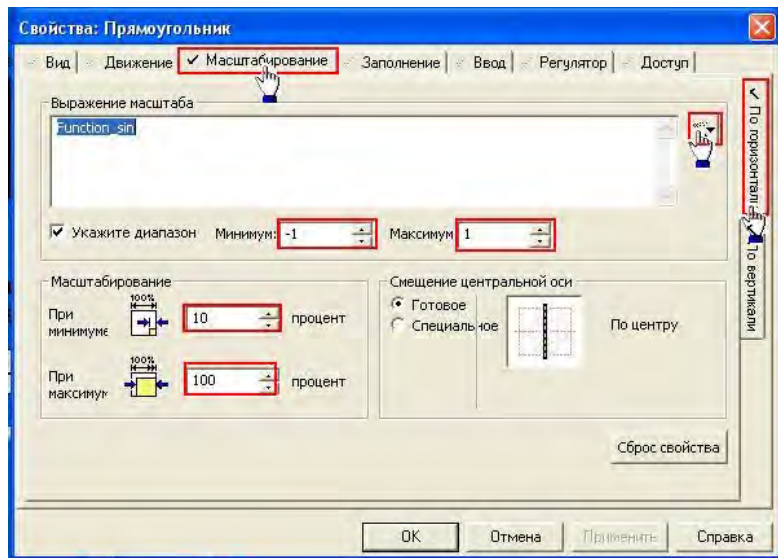 Свойства: Прямоугольник
Вид Движение Масштабирование Заполнение Ввод Регулятор Доступ
Выражение масштаба
Function_sin
Укажите диапазон Минимум: -1 Максимум 1
Масштабирование
При минимуме 100% 10 процент
При максимум 100% 100 процент
Смещение центральной оси
Готовое
Специальное
По центру
Сброс свойства
По горизонтали
По вертикали
OK Отмена Применить Справка